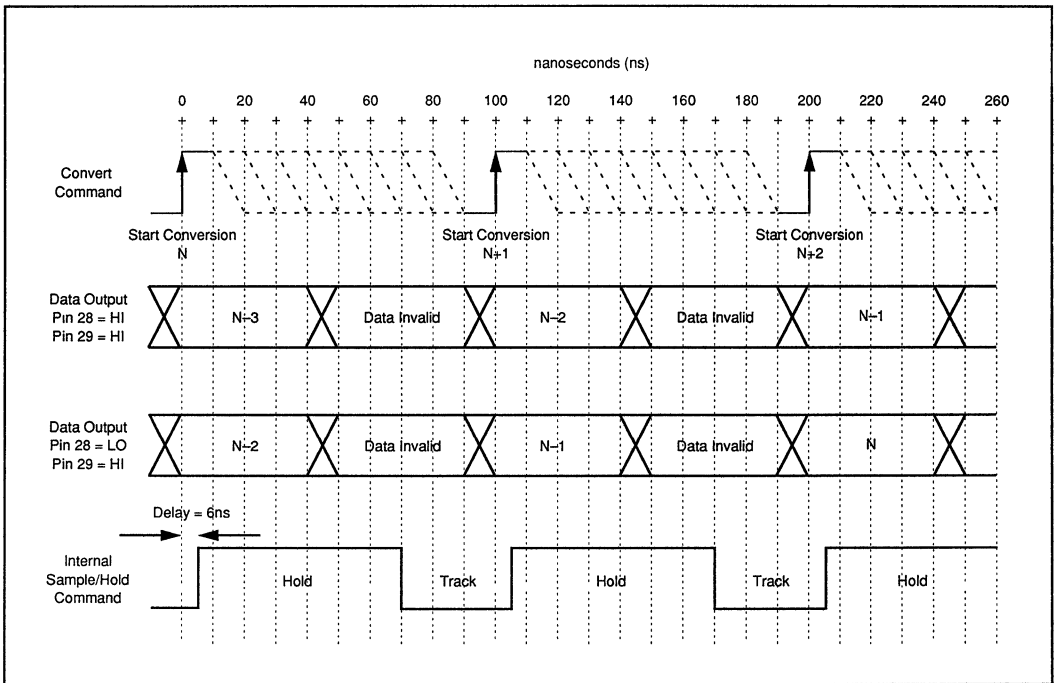 nanoseconds (ns)
0 20 40 60 80 100 120 140 160 180 200 220 240 260
+ + + + + + + + + + + + + + + + + + + + + + + + + + +
Convert
Command
Start Conversion
N
Start Conversion
N+1
Start Conversion
N+2
Data Output
Pin 28 = HI
Pin 29 = HI
N–3
Data Invalid
N–2
Data Invalid
N–1
Data Output
Pin 28 = LO
Pin 29 = HI
N–2
Data Invalid
N–1
Data Invalid
N
Delay = 6ns
Internal
Sample/Hold
Command
Hold
Track
Hold
Track
Hold